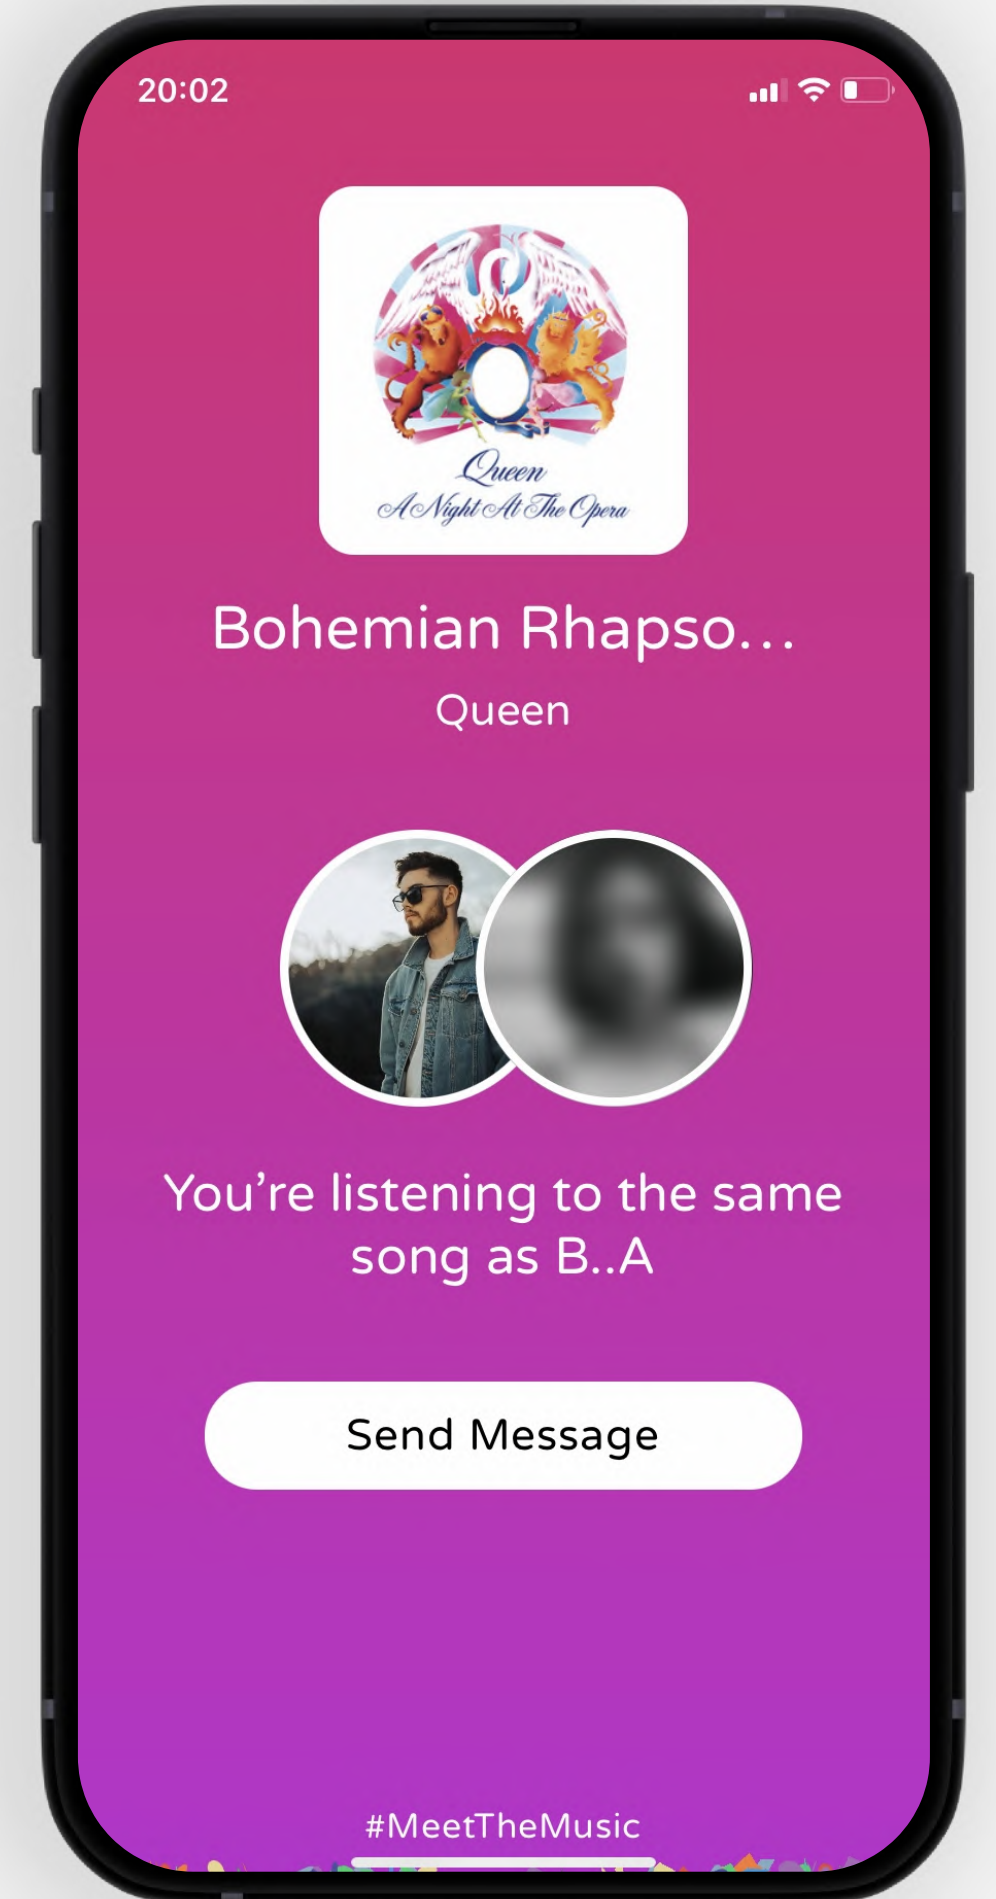 20:02
Queen
A Night At The Opera
Bohemian Rhapso...
Queen
You're listening to the same
song as B..A
Send Message
#MeetTheMusic